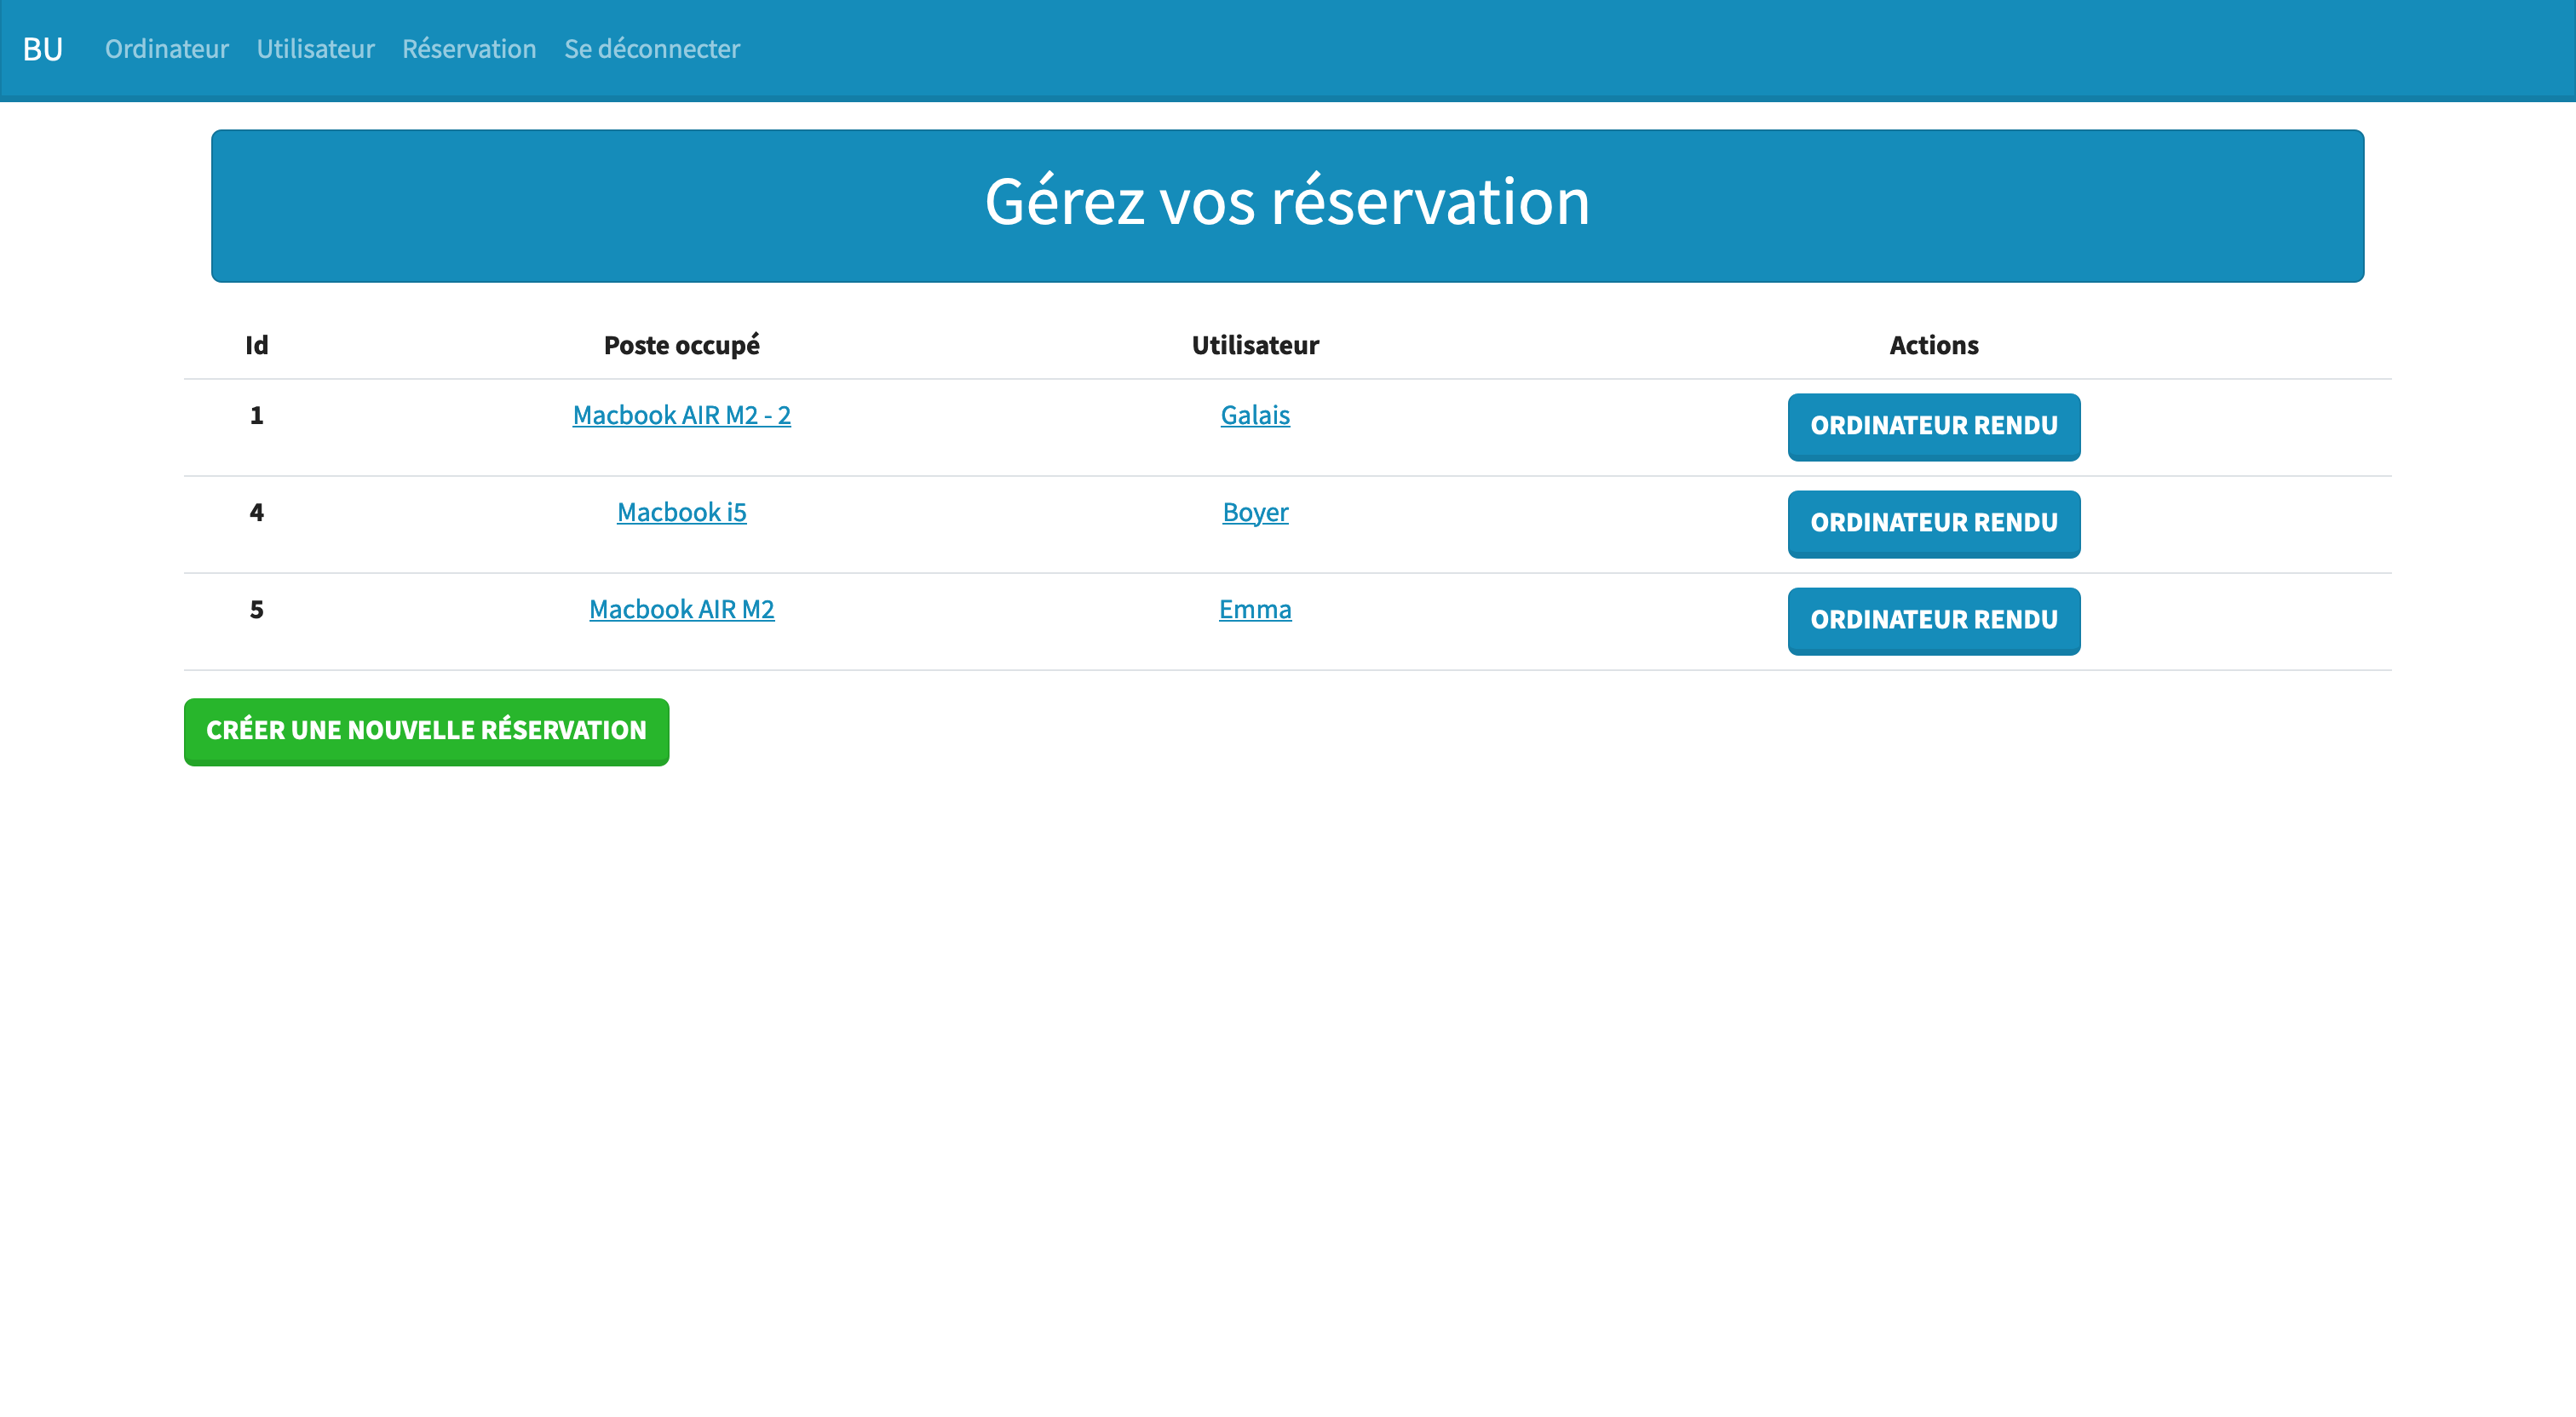 BU Ordinateur Utilisateur Réservation Se déconnecter
Gérez vos réservation
Id Poste occupé Utilisateur Actions
1 Macbook AIR M2 - 2 Galais ORDINATEUR RENDU
4 Macbook i5 Boyer ORDINATEUR RENDU
5 Macbook AIR M2 Emma ORDINATEUR RENDU
CRÉER UNE NOUVELLE RÉSERVATION